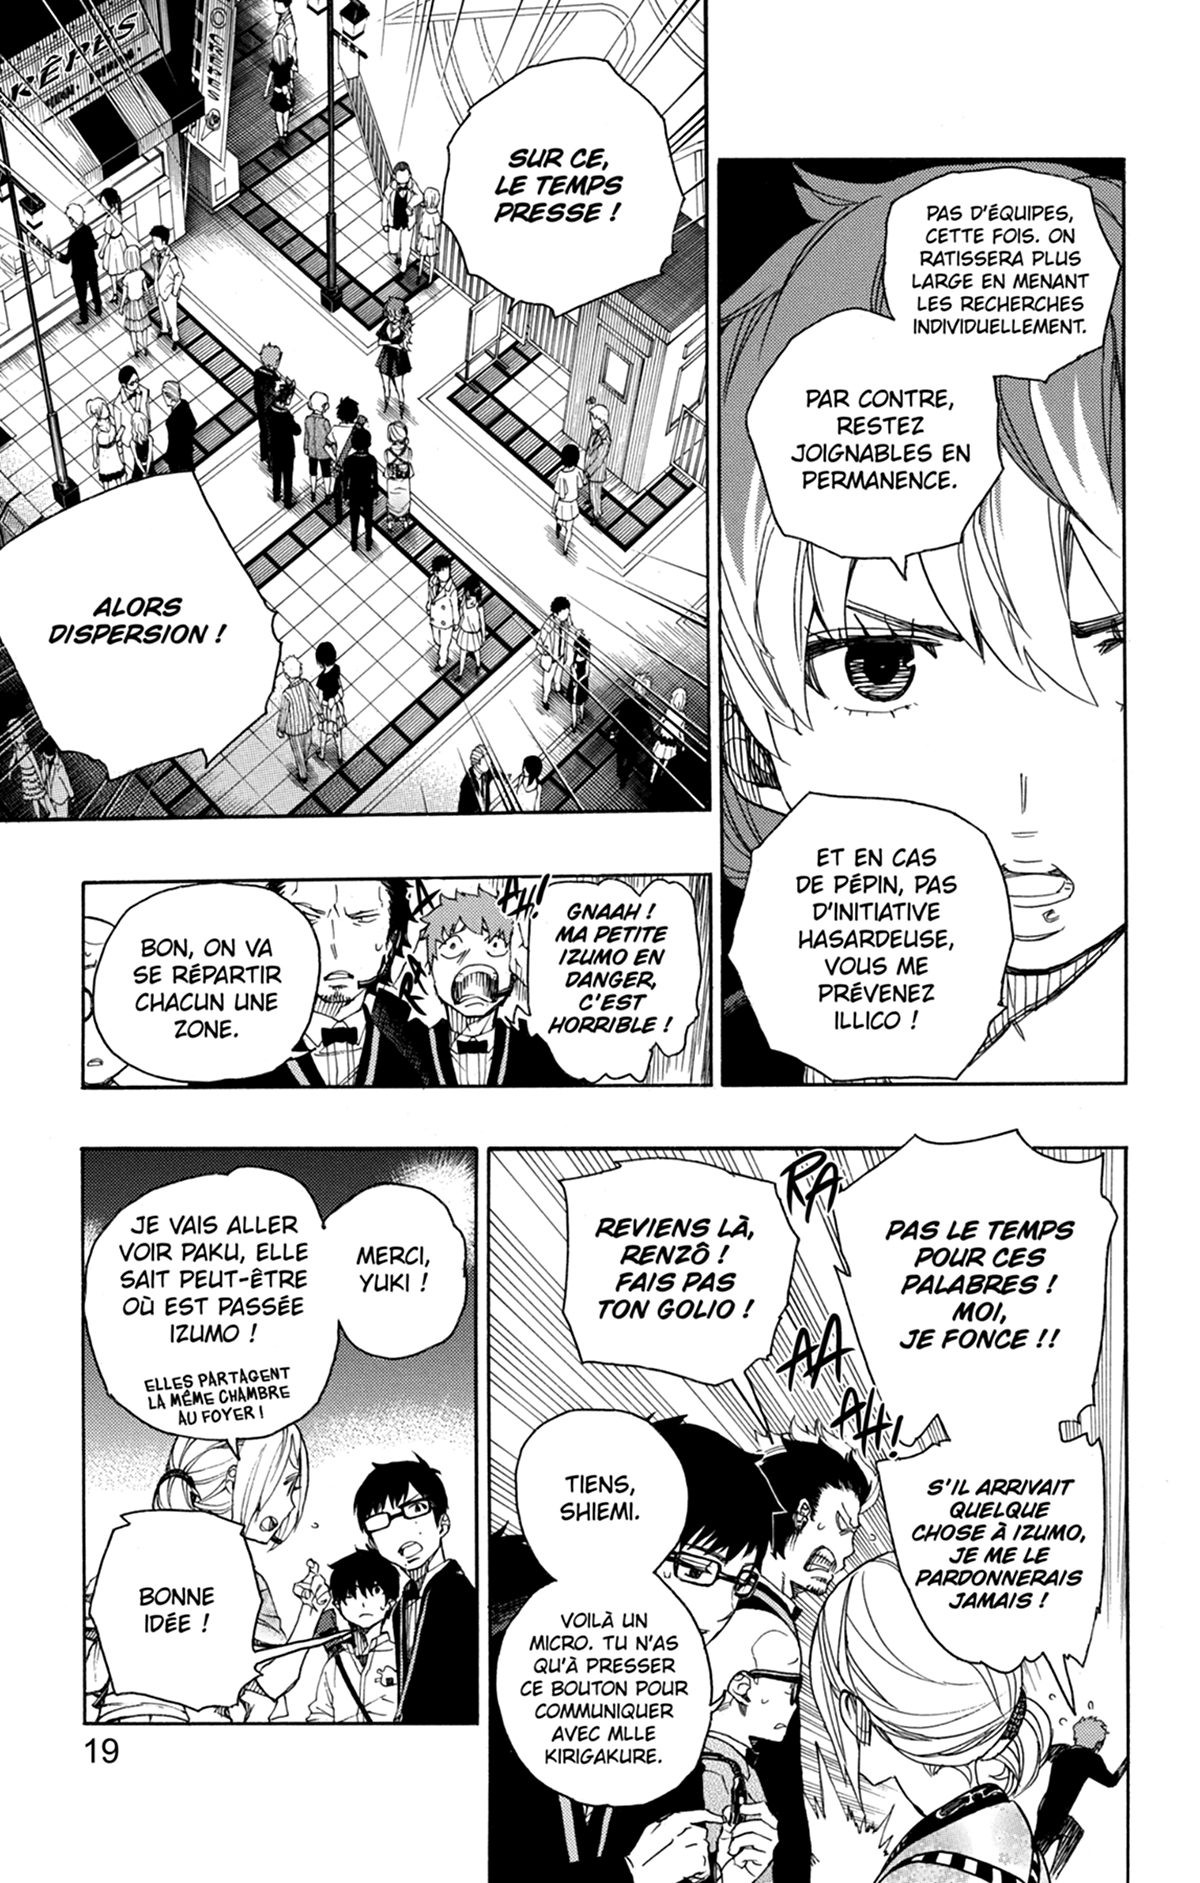 PAS D'ÉQUIPES,
CETTE FOIS. ON
RATISSERA PLUS
LARGE EN MENANT
LES RECHERCHES
INDIVIDUELLEMENT.
PAR CONTRE,
RESTEZ
JOIGNABLES EN
PERMANENCE.
ET EN CAS
DE PÉPIN, PAS
D'INITIATIVE
HASARDEUSE,
VOUS ME
PRÉVENEZ
ILLICO !
SUR CE,
LE TEMPS
PRESSE !
RÊPES
ALORS
DISPERSION !
GNAAH !
MA PETITE
IZUMO EN
DANGER,
C'EST
HORRIBLE !
BON, ON VA
SE RÉPARTIR
CHACUN UNE
ZONE.
PAS LE TEMPS
POUR CES
PALABRES !
MOI,
JE FONCE !!
RA
AA
AH !
REVIENS LÀ,
RENZÔ !
FAIS PAS
TON GOLIO !
S'IL ARRIVAIT
QUELQUE
CHOSE À IZUMO,
JE ME LE
PARDONNERAIS
JAMAIS !
TIENS,
SHIEMI.
VOILÀ UN
MICRO. TU N'AS
QU'À PRESSER
CE BOUTON POUR
COMMUNIQUER
AVEC MLLE
KIRIGAKURE.
MERCI,
YUKI !
JE VAIS ALLER
VOIR PAKU, ELLE
SAIT PEUT-ÊTRE
OÙ EST PASSÉE
IZUMO !
ELLES PARTAGENT
LA MÊME CHAMBRE
AU FOYER !
BONNE
IDÉE !
19